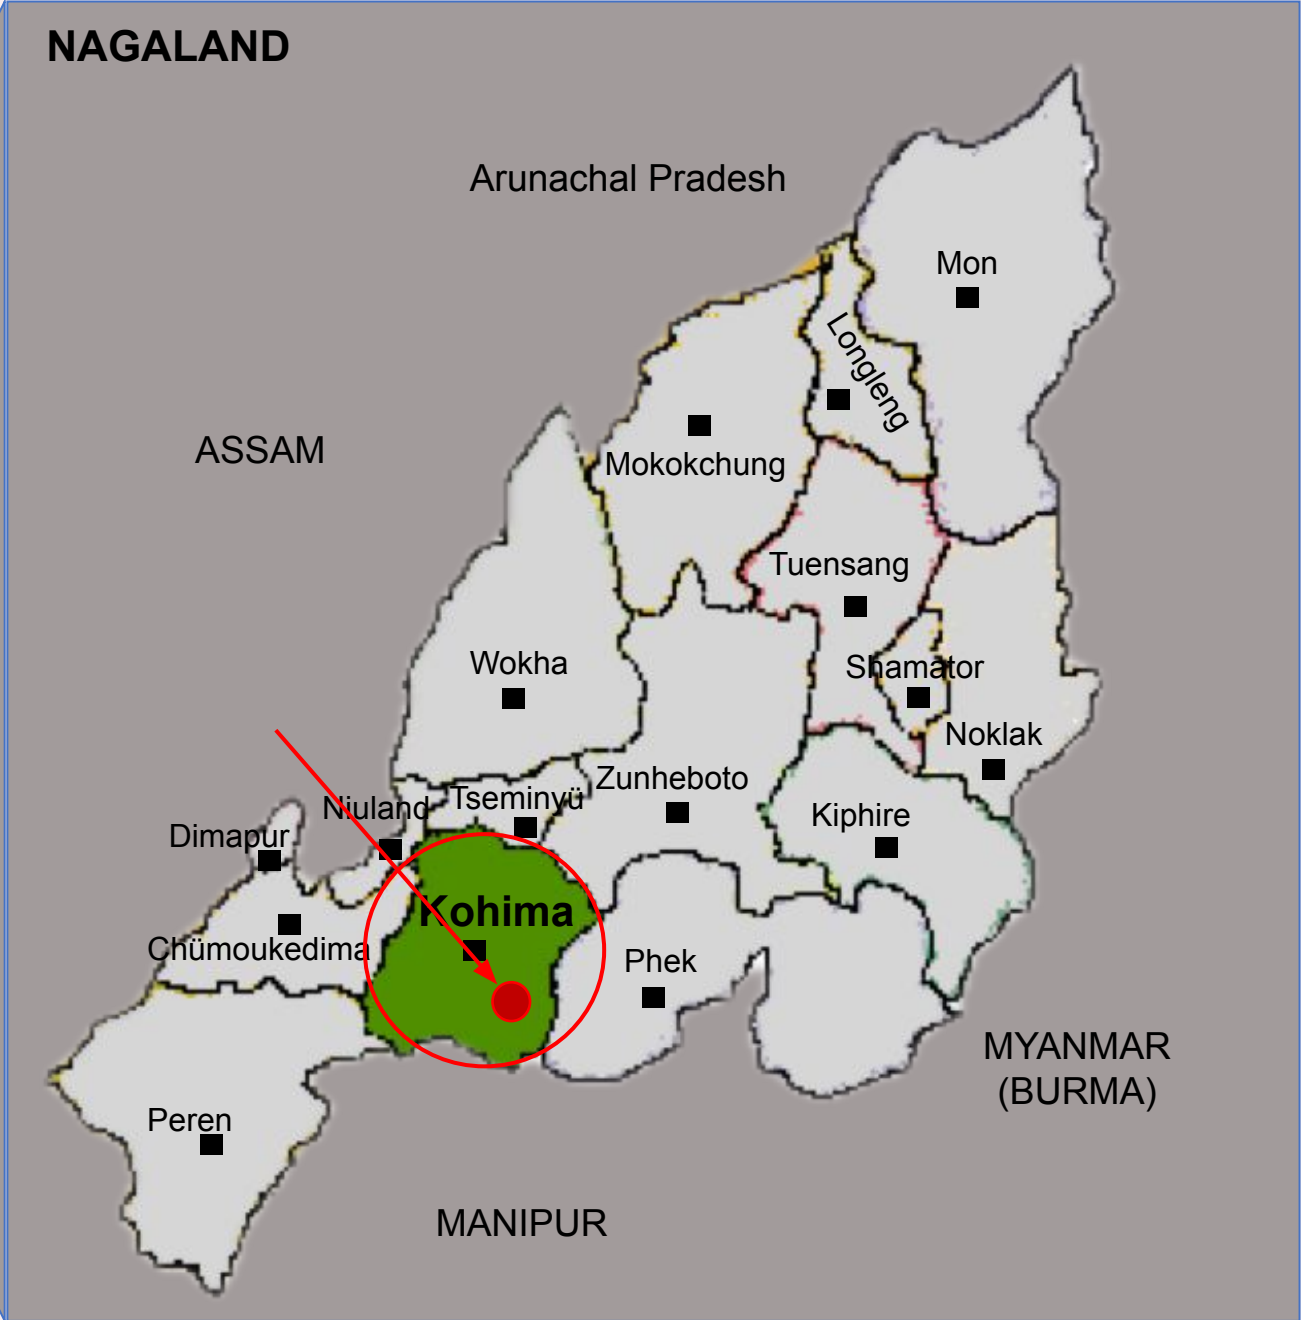 NAGALAND
Arunachal Pradesh
Mon
Longleng
ASSAM
Mokokchung
Tuensang
Wokha
Shamator
Noklak
Zunheboto
Tseminyü
Niuland
Kiphire
Dimapur
Kohima
Chümoukedima
Phek
MYANMAR
(BURMA)
Peren
MANIPUR